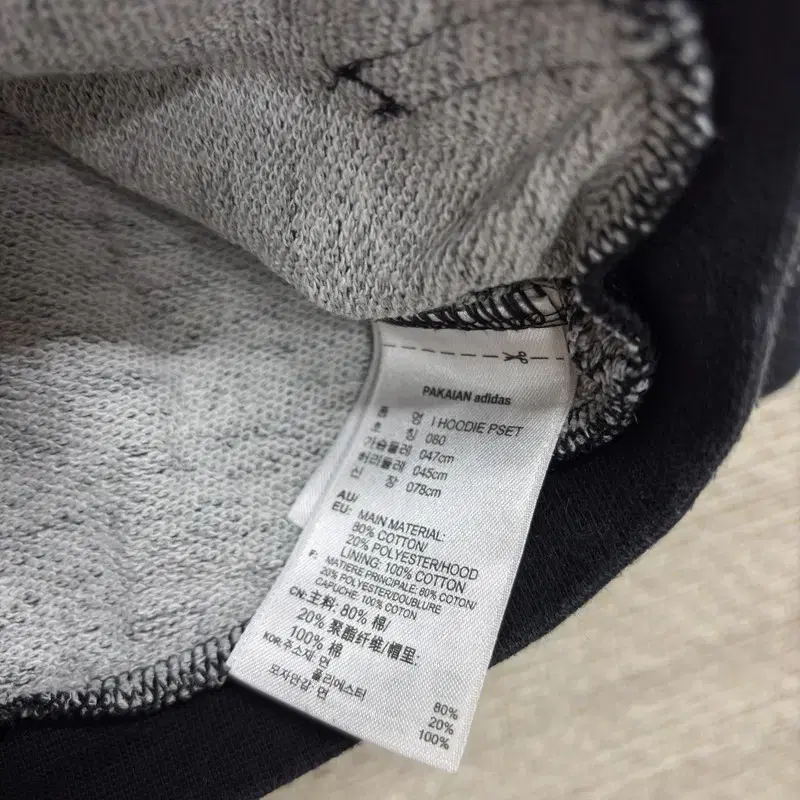 PAKAIAN adidas
품 명 I HOODIE PSET
호 칭 080
가슴둘레 047cm
허리둘레 045cm
신 장 078cm
AU/
EU: MAIN MATERIAL:
80% COTTON/
20% POLYESTER/HOOD
LINING: 100% COTTON
F: MATIERE PRINCIPALE: 80% COTON/
20% POLYESTER/DOUBLURE
CAPUCHE: 100% COTON
CN: 主料: 80% 棉/
20% 聚酯纤维/帽里:
100% 棉
KOR: 주소재 면 80%
폴리에스터 20%
모자안감 면 100%